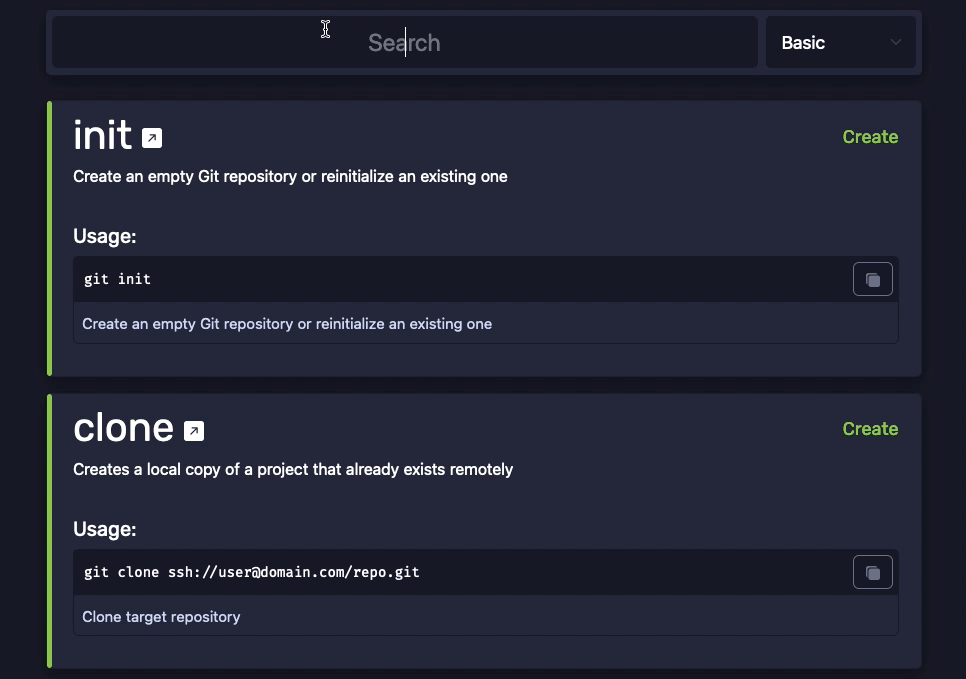 Search
Basic
init
Create
Create an empty Git repository or reinitialize an existing one
Usage:
git init
Create an empty Git repository or reinitialize an existing one
clone
Create
Creates a local copy of a project that already exists remotely
Usage:
git clone ssh://user@domain.com/repo.git
Clone target repository